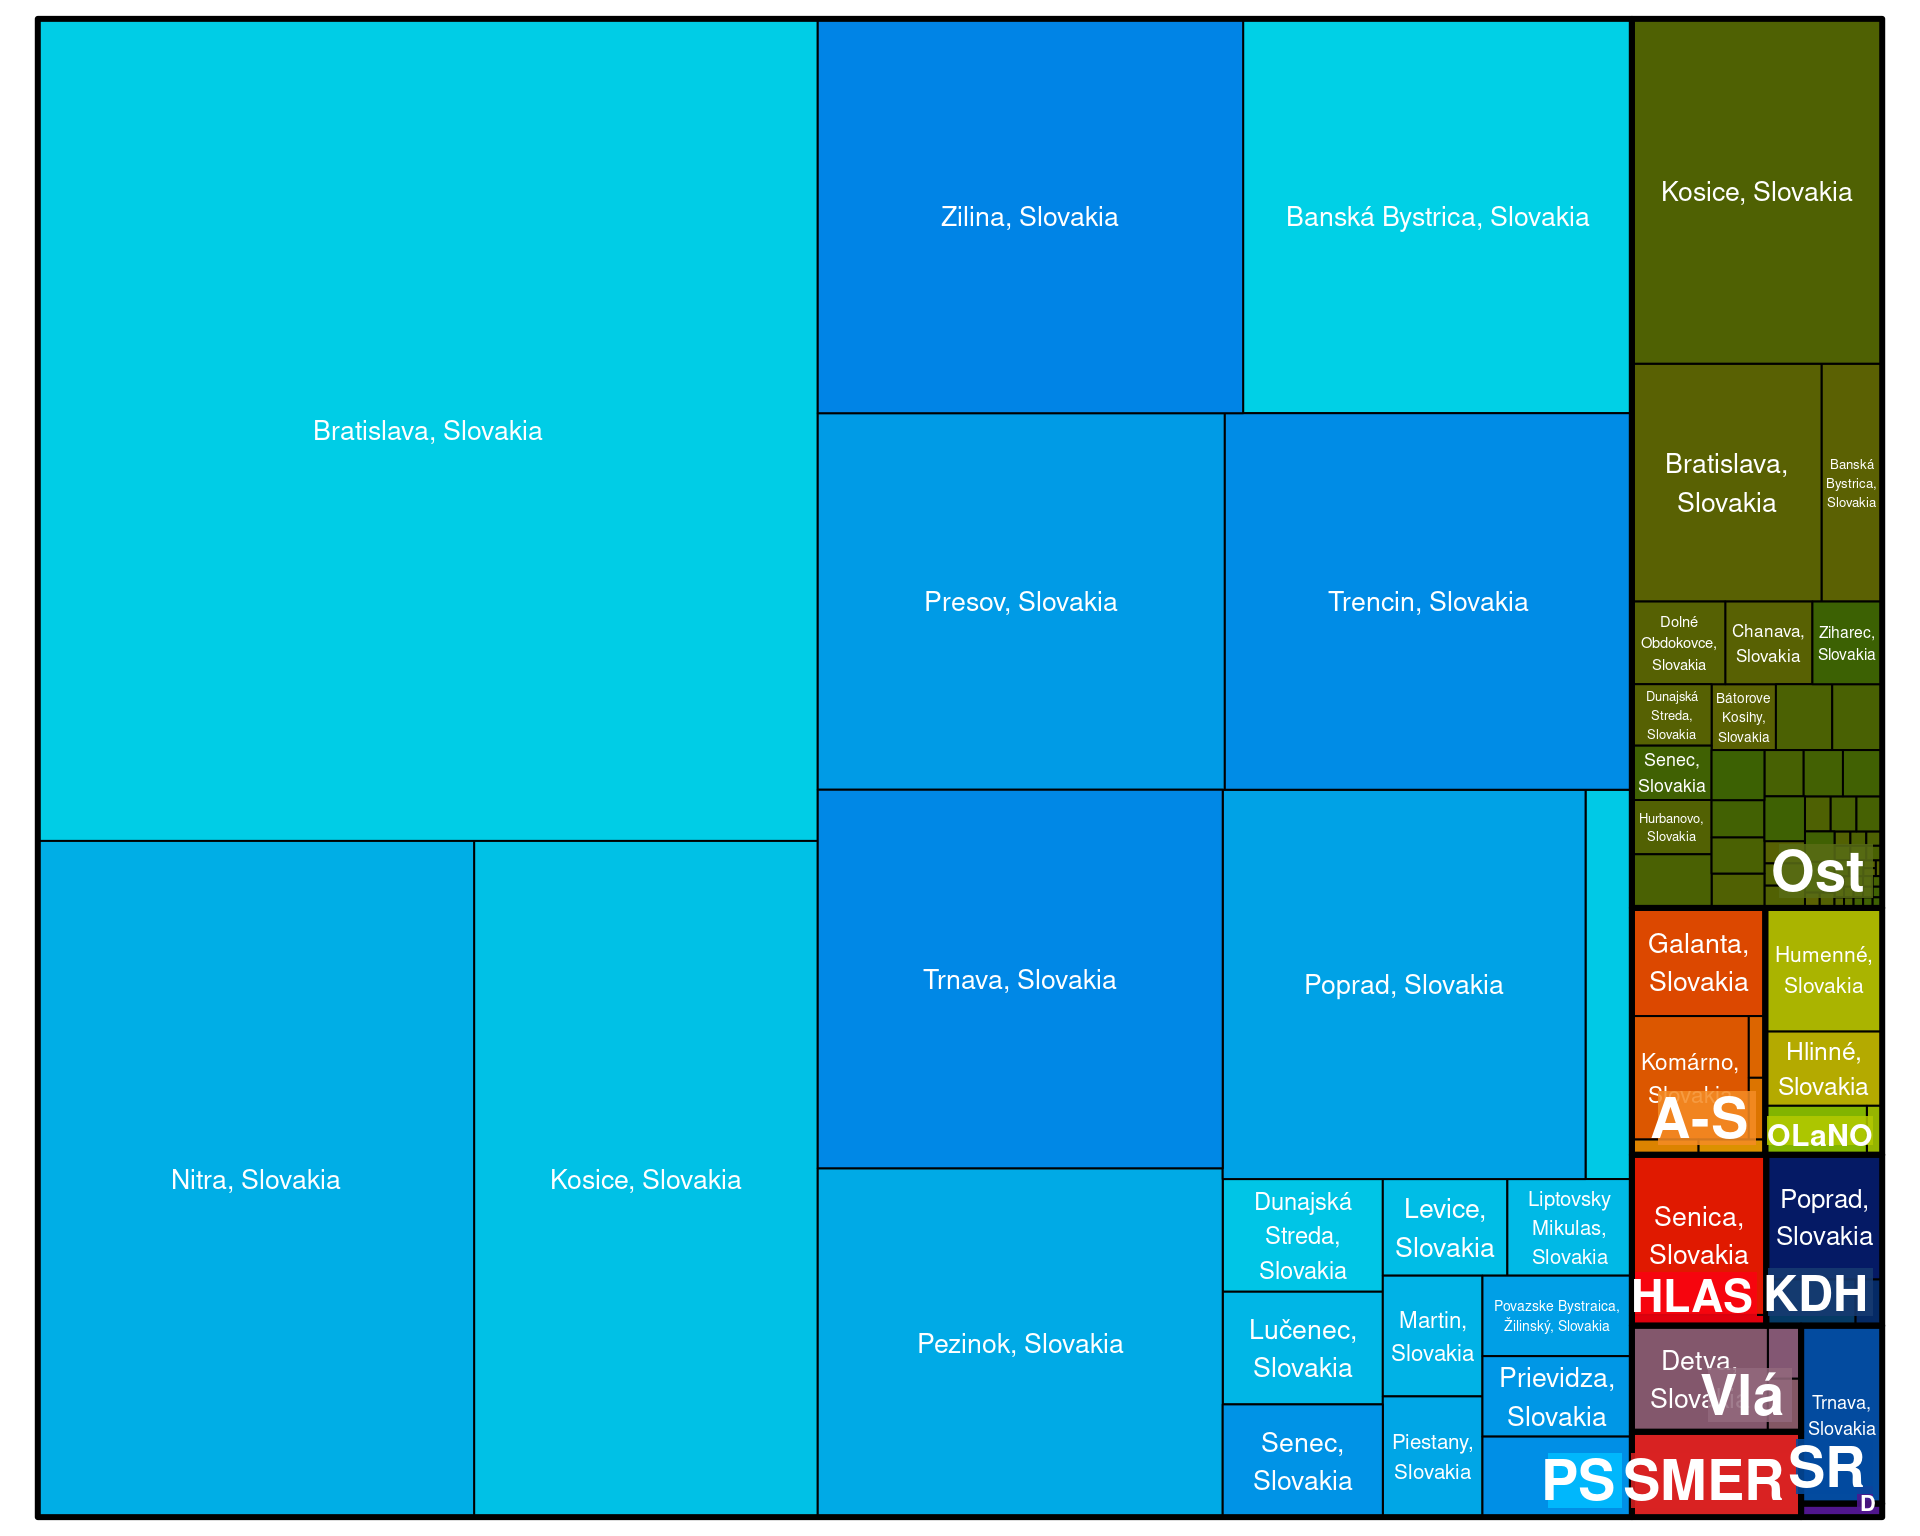 Bratislava, Slovakia
Nitra, Slovakia
Kosice, Slovakia
Zilina, Slovakia
Banská Bystrica, Slovakia
Presov, Slovakia
Trencin, Slovakia
Trnava, Slovakia
Poprad, Slovakia
Pezinok, Slovakia
Dunajská
Streda,
Slovakia
Levice,
Slovakia
Liptovsky
Mikulas,
Slovakia
Lučenec,
Slovakia
Martin,
Slovakia
Povazske Bystraica,
Žilinský, Slovakia
Prievidza,
Slovakia
Senec,
Slovakia
Piestany,
Slovakia
PS
Kosice, Slovakia
Bratislava,
Slovakia
Banská
Bystrica,
Slovakia
Dolné
Obdokovce,
Slovakia
Chanava,
Slovakia
Ziharec,
Slovakia
Dunajská
Streda,
Slovakia
Bátorove
Kosihy,
Slovakia
Senec,
Slovakia
Hurbanovo,
Slovakia
Ost
Galanta,
Slovakia
Komárno,
Slovakia
A-S
Humenné,
Slovakia
Hlinné,
Slovakia
OLaNO
Senica,
Slovakia
HLAS
Poprad,
Slovakia
KDH
Detva,
Slovakia
Vlá
Trnava,
Slovakia
SR
SMER
D